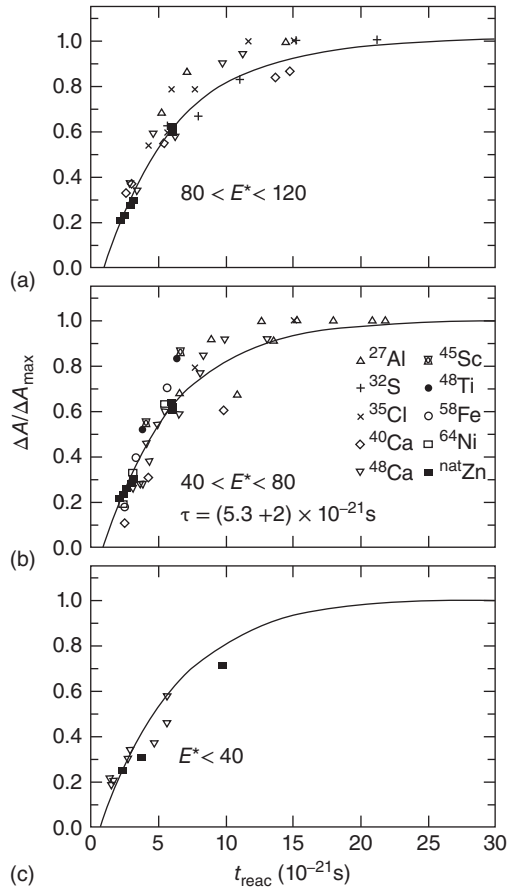 1.0
0.8
0.6
0.4
0.2
0.0
80 < E* < 120
(a)
1.0
0.8
0.6
0.4
0.2
0.0
ΔA/ΔAmax
27Al
32S
35Cl
40Ca
48Ca
45Sc
48Ti
58Fe
64Ni
natZn
40 < E* < 80
τ = (5.3 +2) × 10−21s
(b)
1.0
0.8
0.6
0.4
0.2
0.0
E* < 40
0 5 10 15 20 25 30
(c)
treac (10−21s)